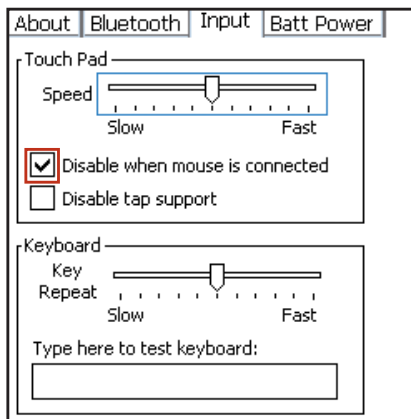 About Bluetooth Input Batt Power
Touch Pad
Speed
Slow Fast
Disable when mouse is connected
Disable tap support
Keyboard
Key
Repeat
Slow Fast
Type here to test keyboard: